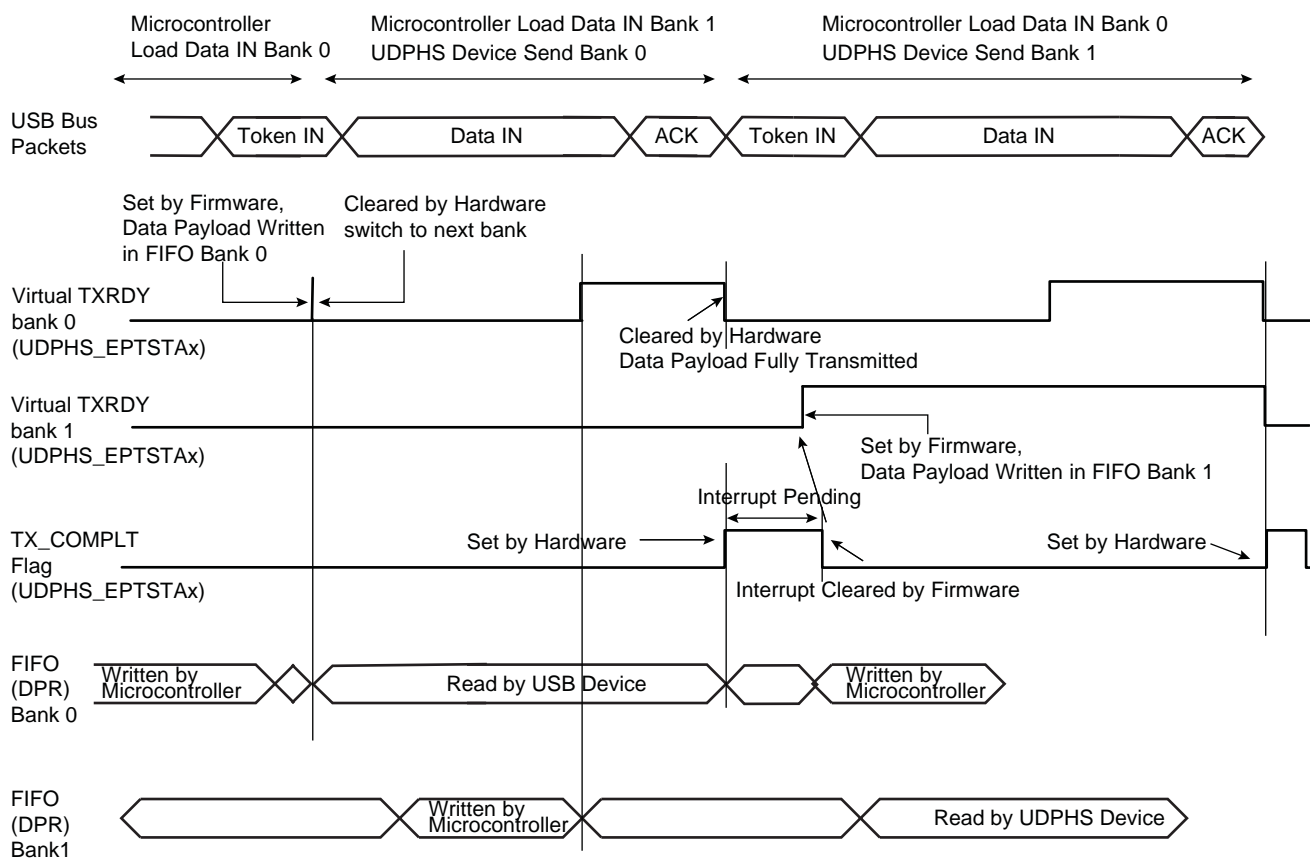 Microcontroller
Load Data IN Bank 0
Microcontroller Load Data IN Bank 1
UDPHS Device Send Bank 0
Microcontroller Load Data IN Bank 0
UDPHS Device Send Bank 1
USB Bus
Packets
Token IN
Data IN
ACK
Token IN
Data IN
ACK
Set by Firmware,
Data Payload Written
in FIFO Bank 0
Cleared by Hardware
switch to next bank
Virtual TXRDY
bank 0
(UDPHS_EPTSTAx)
Cleared by Hardware
Data Payload Fully Transmitted
Virtual TXRDY
bank 1
(UDPHS_EPTSTAx)
Set by Firmware,
Data Payload Written in FIFO Bank 1
Interrupt Pending
TX_COMPLT
Flag
(UDPHS_EPTSTAx)
Set by Hardware
Set by Hardware
Interrupt Cleared by Firmware
FIFO
(DPR)
Bank 0
Written by
Microcontroller
Read by USB Device
Written by
Microcontroller
FIFO
(DPR)
Bank1
Written by
Microcontroller
Read by UDPHS Device